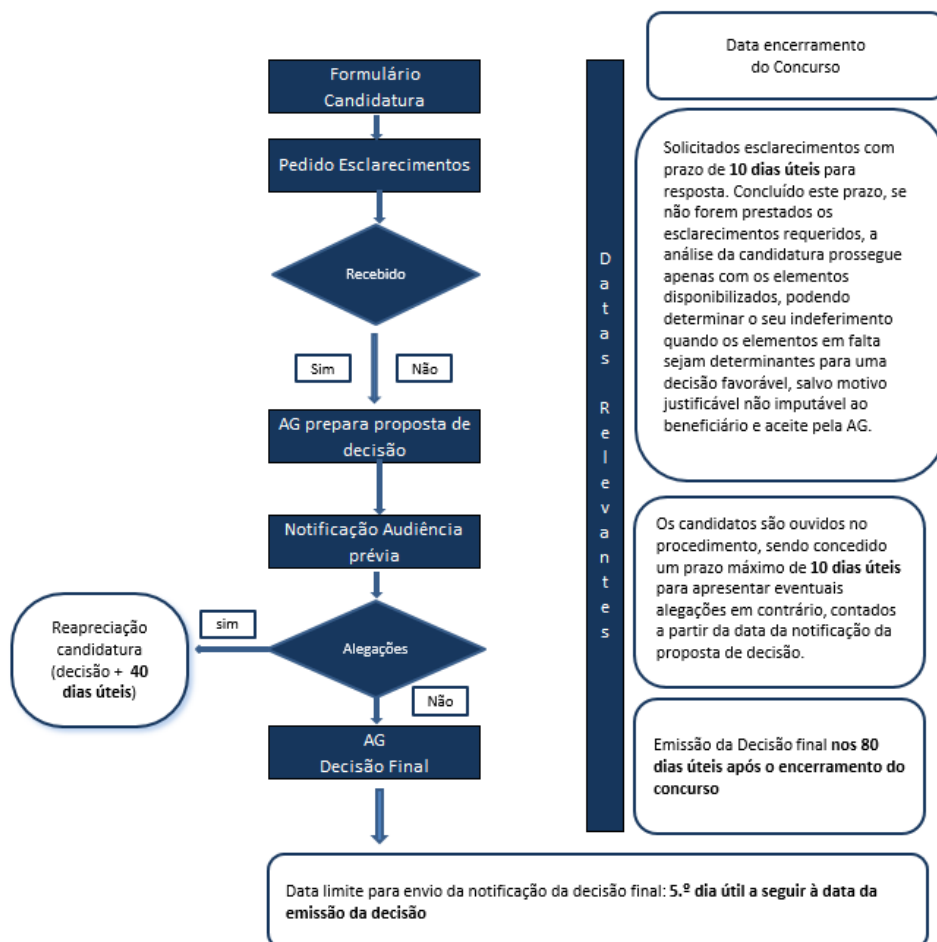 Formulário
Candidatura
Pedido Esclarecimentos
Recebido
Sim
Não
AG prepara proposta de
decisão
Notificação Audiência
prévia
Alegações
sim
Reapreciação
candidatura
(decisão + 40
dias úteis)
Não
AG
Decisão Final
Datas Relevantes
Data encerramento
do Concurso
Solicitados esclarecimentos com
prazo de 10 dias úteis para
resposta. Concluído este prazo, se
não forem prestados os
esclarecimentos requeridos, a
análise da candidatura prossegue
apenas com os elementos
disponibilizados, podendo
determinar o seu indeferimento
quando os elementos em falta
sejam determinantes para uma
decisão favorável, salvo motivo
justificável não imputável ao
beneficiário e aceite pela AG.
Os candidatos são ouvidos no
procedimento, sendo concedido
um prazo máximo de 10 dias úteis
para apresentar eventuais
alegações em contrário, contados
a partir da data da notificação da
proposta de decisão.
Emissão da Decisão final nos 80
dias úteis após o encerramento do
concurso
Data limite para envio da notificação da decisão final: 5.º dia útil a seguir à data da
emissão da decisão